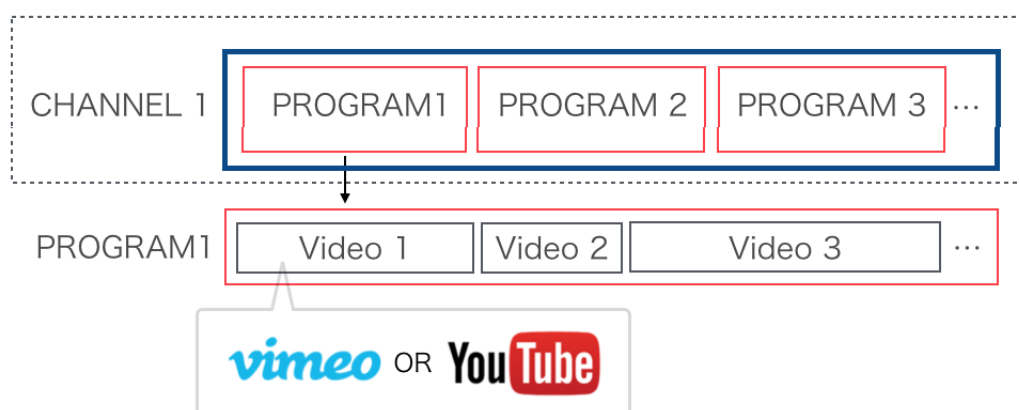 CHANNEL 1 PROGRAM1 PROGRAM 2 PROGRAM 3 ...
PROGRAM1 Video 1 Video 2 Video 3 ...
vimeo OR YouTube